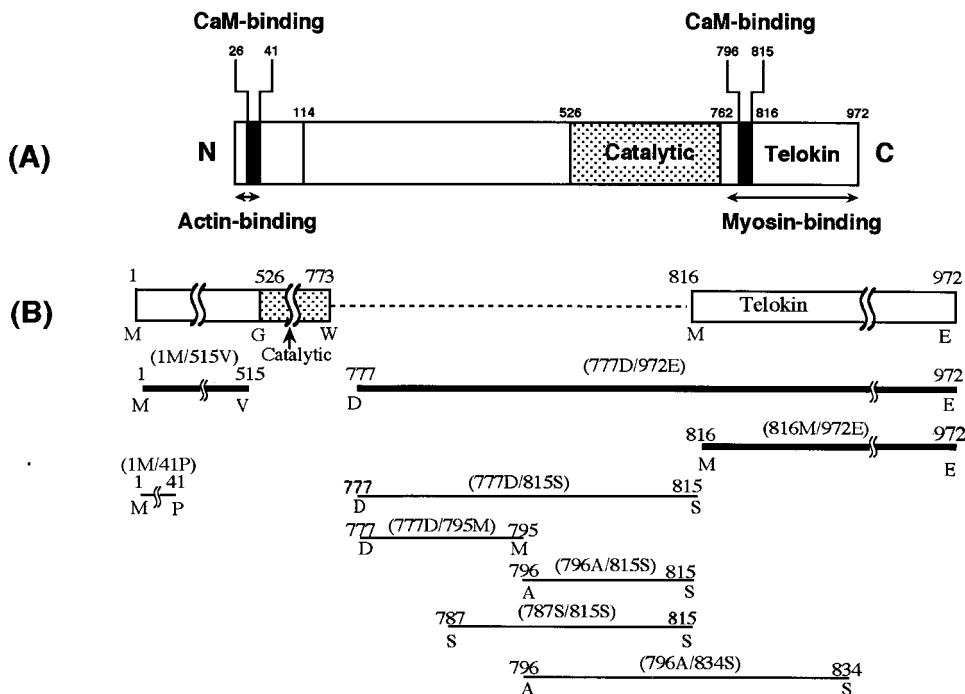 CaM-binding CaM-binding
26 41 796 815
114 526 762 816 972
(A) N Catalytic Telokin C
Actin-binding Myosin-binding
1 526 773 816 972
(B) Telokin
M G W M E
Catalytic
(1M/515V) (777D/972E)
1 515 777 972
M V D E
816 (816M/972E) 972
M E
(1M/41P)
1 41 777 (777D/815S) 815
M P D S
777 (777D/795M) 795
D M
796 (796A/815S) 815
A S
787 (787S/815S) 815
S S
796 (796A/834S) 834
A S